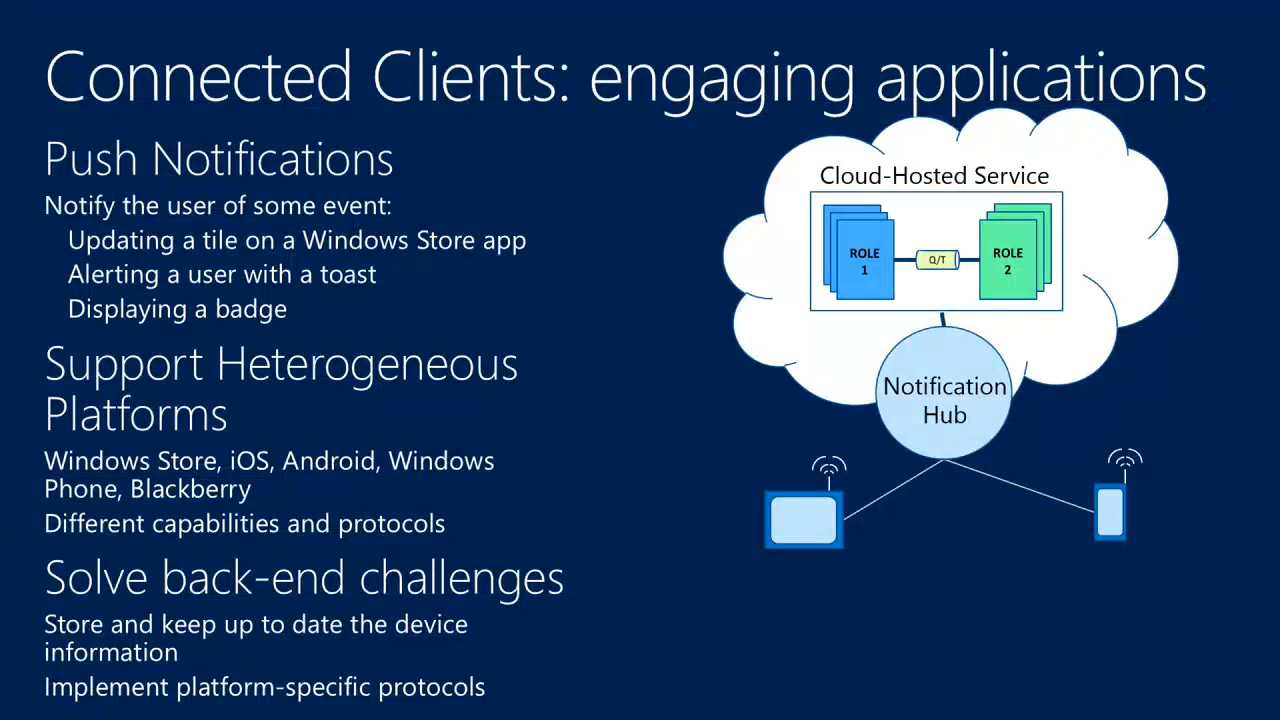 Connected Clients: engaging applications
Push Notifications
Notify the user of some event:
Updating a tile on a Windows Store app
Alerting a user with a toast
Displaying a badge
Support Heterogeneous
Platforms
Windows Store, iOS, Android, Windows
Phone, Blackberry
Different capabilities and protocols
Solve back-end challenges
Store and keep up to date the device
information
Implement platform-specific protocols
Cloud-Hosted Service
ROLE
1
Q/T
ROLE
2
Notification
Hub